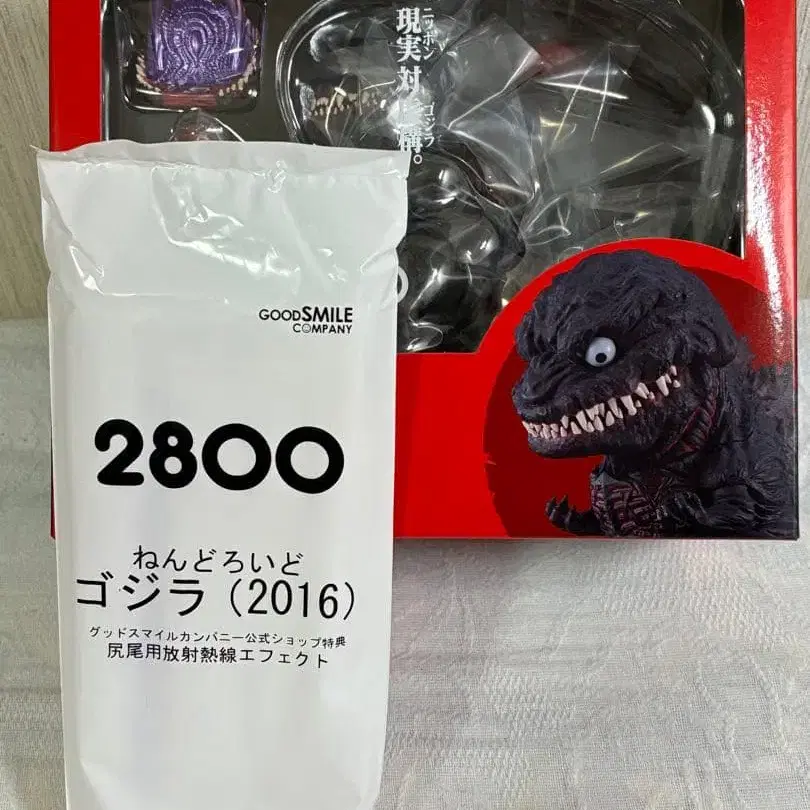 ニッポン
現実対
ゴジラ
構。
GOODSMILE
COMPANY
2800
ねんどろいど
ゴジラ（2016）
グッドスマイルカンパニー公式ショップ特典
尻尾用放射熱線エフェクト